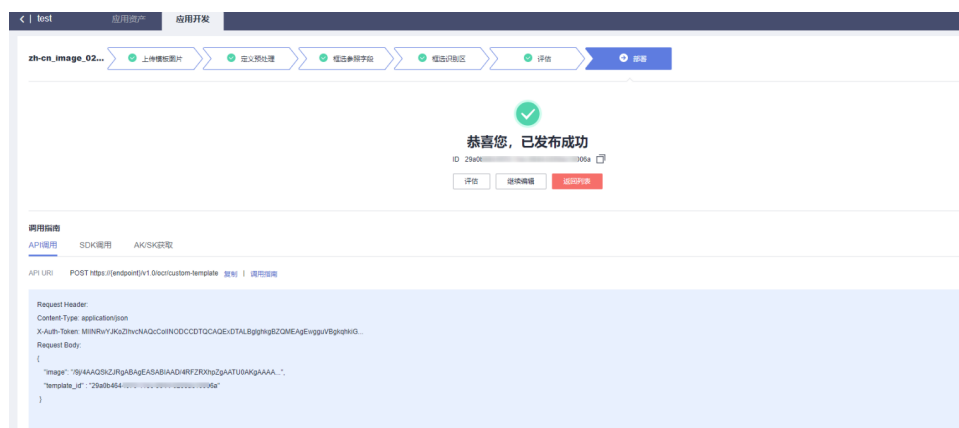 < | test 应用资产 应用开发
zh-cn_image_02... 上传模板图片 定义预处理 框选参照字段 框选识别区 评估 部署
恭喜您，已发布成功
ID 29a0 006a
评估 继续编辑 返回列表
调用指南
API调用 SDK调用 AK/SK获取
API URI POST https://{endpoint}/v1.0/ocr/custom-template 复制 | 调用指南
Request Header:
Content-Type: application/json
X-Auth-Token: MIINRwYJKoZIhvcNAQcCoIINODCCDTQCAQExDTALBglghkgBZQMEAgEwgguVBgkqhkiG...
Request Body:
{
"image": "/9j/4AAQSkZJRgABAgEASABIAAD/4RFZRXhpZgAATU0AKgAAAA...",
"template_id" : "29a0b464
}